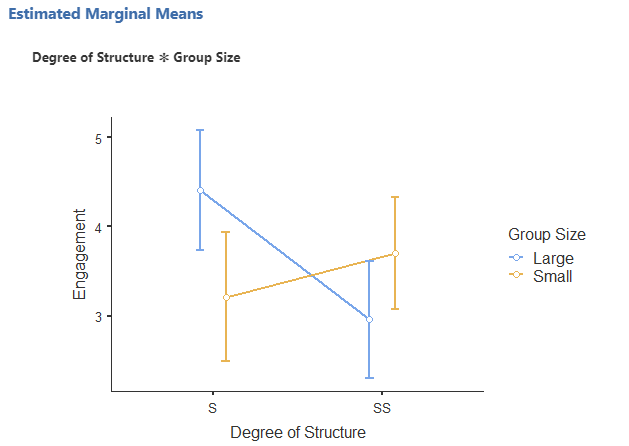 Estimated Marginal Means
Degree of Structure ✻ Group Size
5
4
3
Engagement
S
SS
Degree of Structure
Group Size
Large
Small